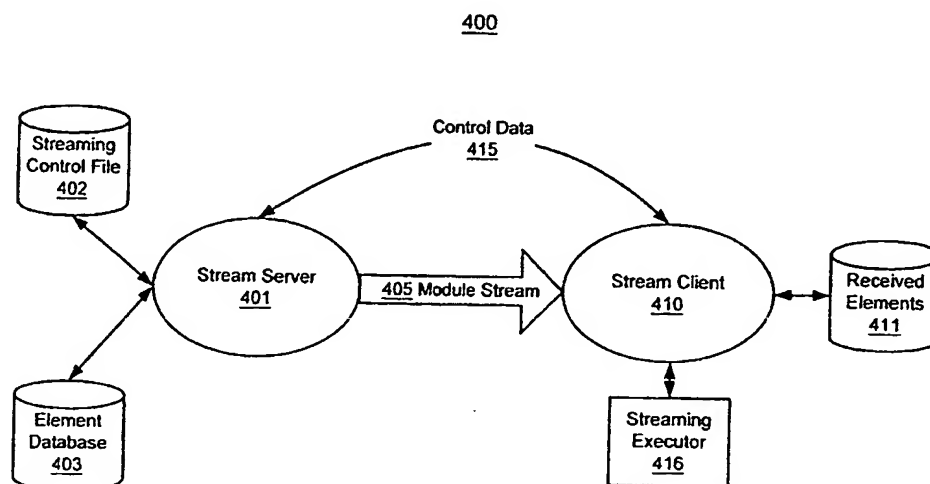 400
Control Data
415
Streaming
Control File
402
Stream Server
401
405 Module Stream
Stream Client
410
Received
Elements
411
Element
Database
403
Streaming
Executor
416